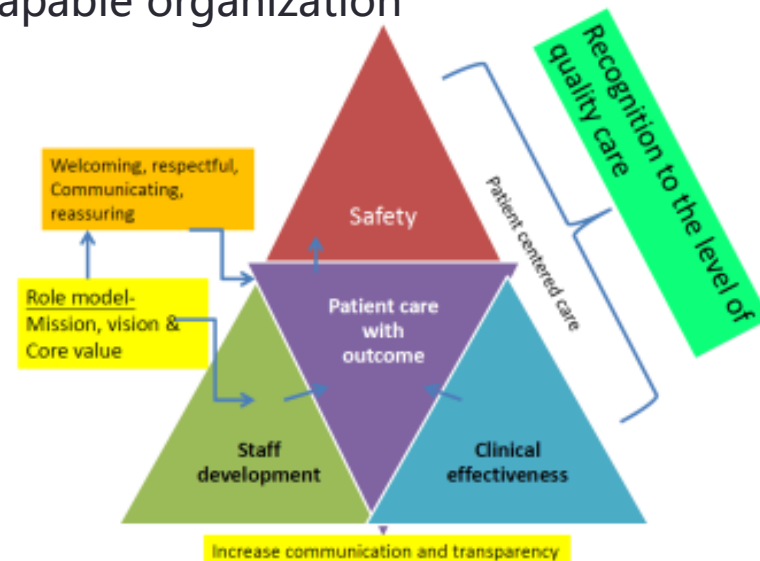 apable organization
Recognition to the level of
quality care
Welcoming, respectful,
Communicating,
reassuring
Patient centered care
Safety
Role model-
Mission, vision &
Core value
Patient care
with
outcome
Staff
development
Clinical
effectiveness
Increase communication and transparency